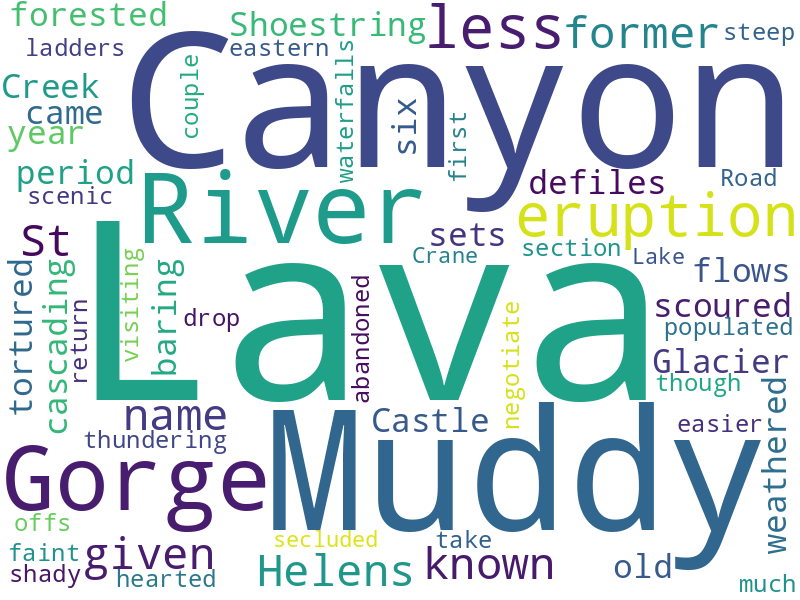 forested
Shoestring
less
former
steep
ladders
eastern
Canyon
couple
waterfalls
six
first
Creek
came
year
period
scenic
River
defiles
Road
eruption
St
sets
Crane
section
Lake
flows
tortured
cascading
return
visiting
baring
drop
Lava
abandoned
negotiate
scoured
populated
Glacier
though
name
thundering
Castle
easier
weathered
Gorge
Muddy
offs
faint
shady
given
hearted
secluded
Helens
take
known
old
much